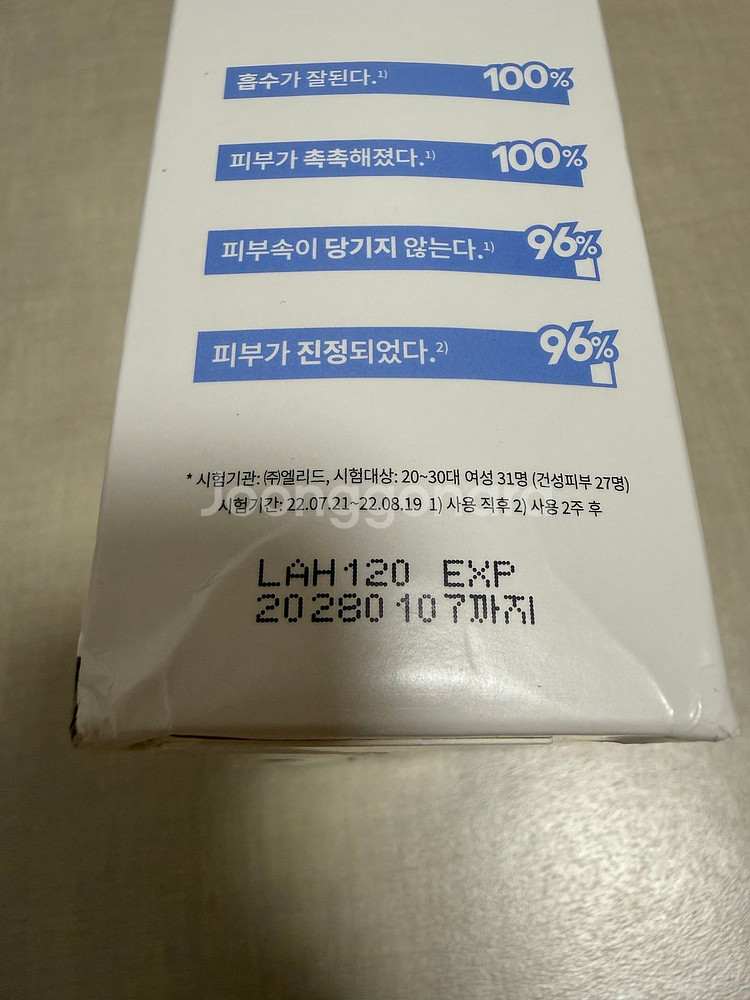 흡수가 잘된다.1) 100%
피부가 촉촉해졌다.1) 100%
피부속이 당기지 않는다.1) 96%
피부가 진정되었다.2) 96%
* 시험기관: ㈜엘리드, 시험대상: 20~30대 여성 31명 (건성피부 27명)
시험기간: 22.07.21~22.08.19 1) 사용 직후 2) 사용 2주 후
Joonggonara
LAH120 EXP
20280107까지